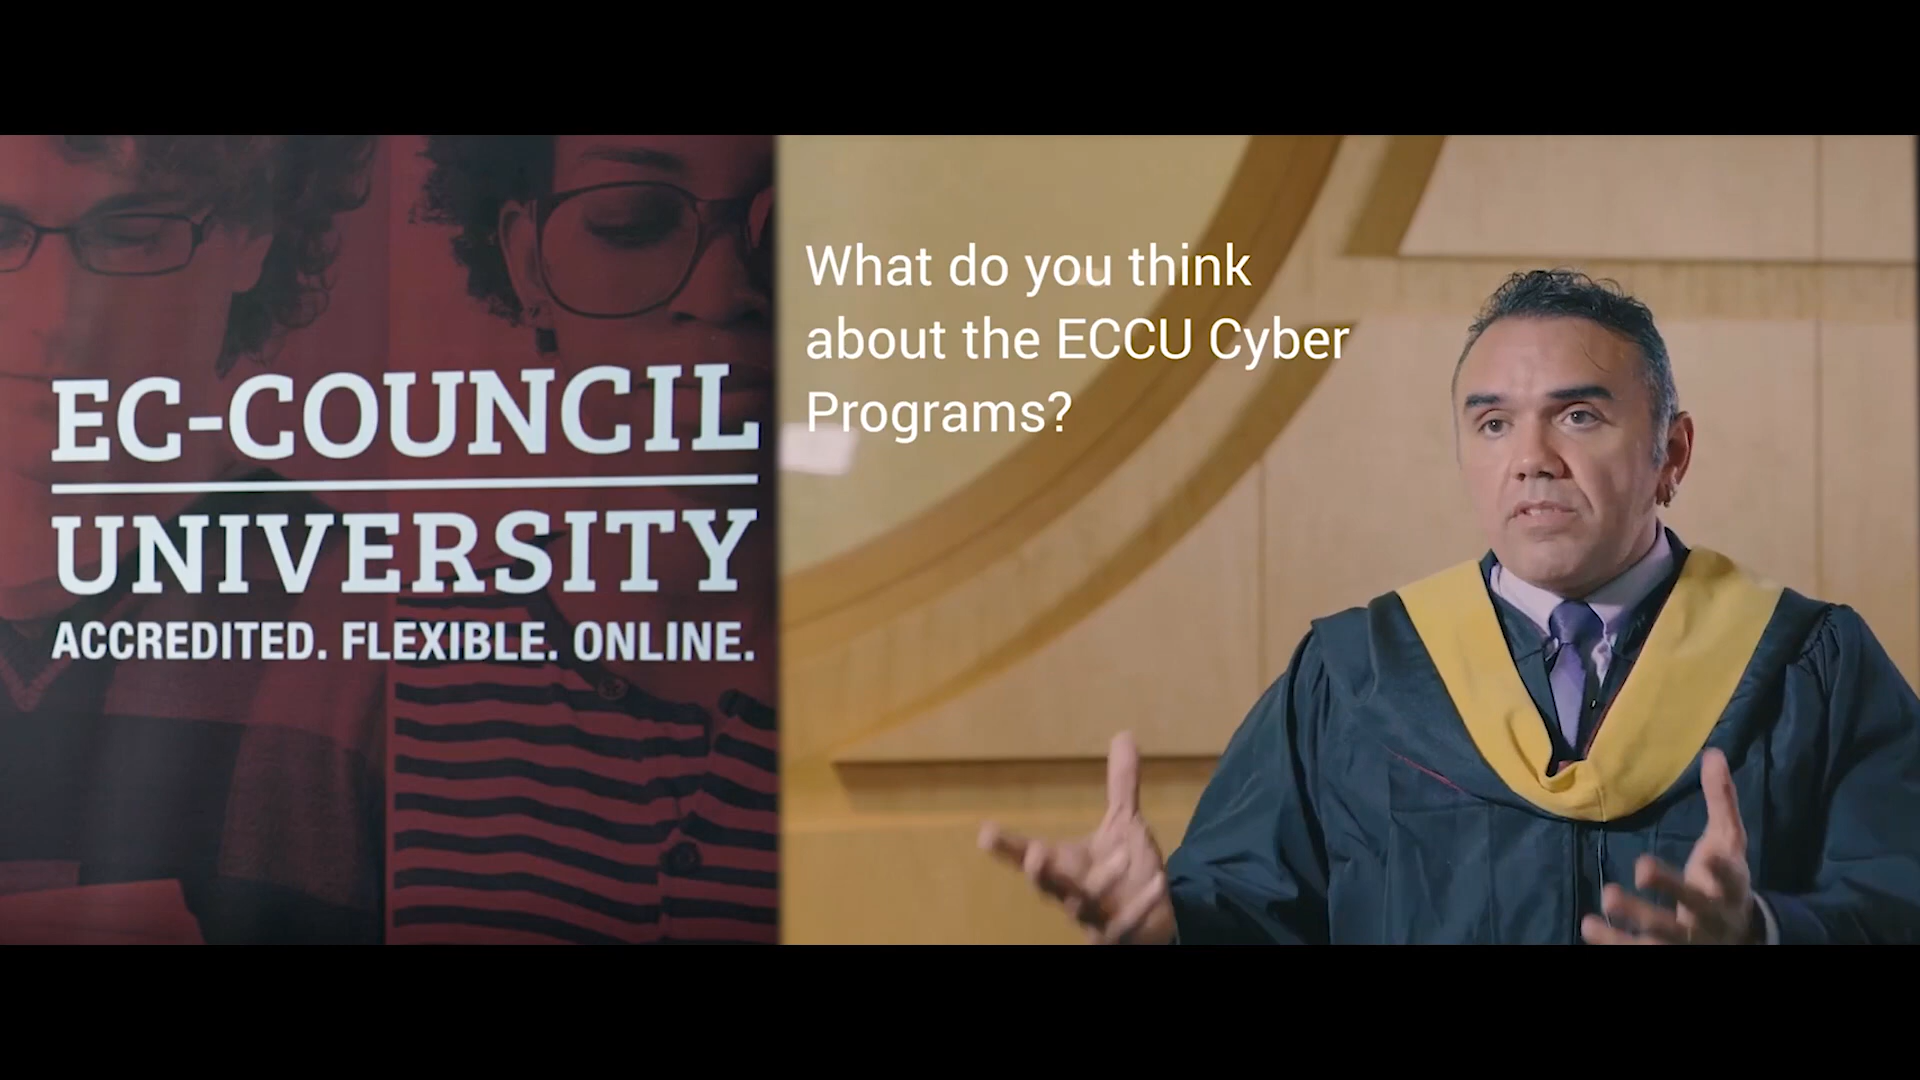 EC-COUNCIL
UNIVERSITY
ACCREDITED. FLEXIBLE. ONLINE.
What do you think
about the ECCU Cyber
Programs?